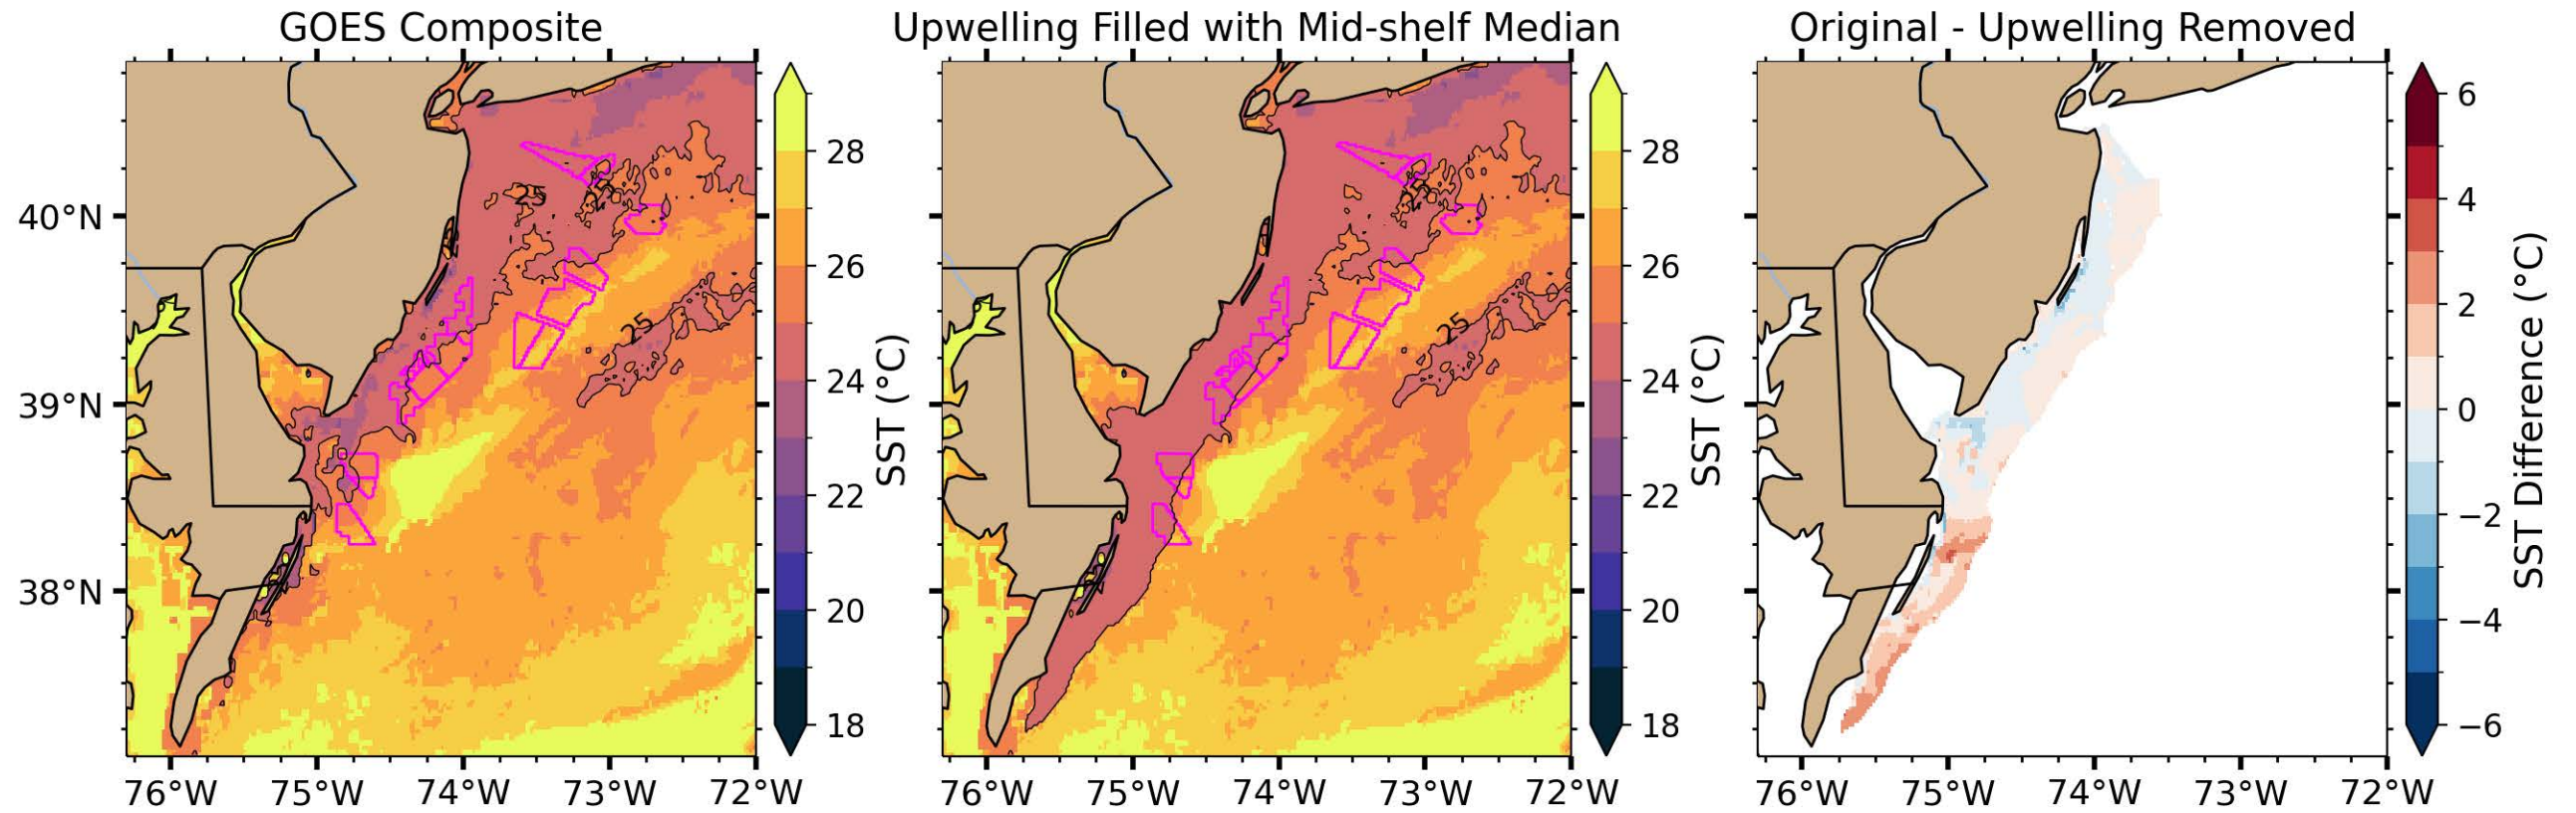 GOES Composite
Upwelling Filled with Mid-shelf Median
Original - Upwelling Removed
40°N
39°N
38°N
76°W
75°W
74°W
73°W
72°W
25
25
28
26
24
22
20
18
SST (°C)
76°W
75°W
74°W
73°W
72°W
25
25
28
26
24
22
20
18
SST (°C)
76°W
75°W
74°W
73°W
72°W
6
4
2
0
−2
−4
−6
SST Difference (°C)